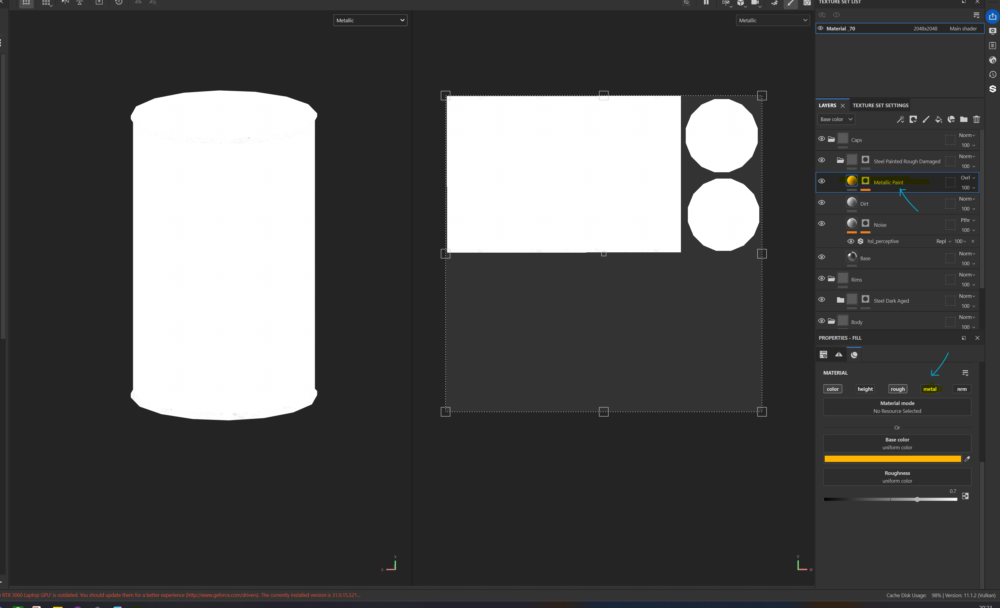 TEXTURE SET LIST
Metallic
Metallic
Material _70 2048x2048 Main shader
LAYERS TEXTURE SET SETTINGS
Base color
Norm
Caps
100
Norm
Steel Painted Rough Damaged
100
Ovrl
Metallic Paint
100
Norm
Dirt
100
Pthr
Noise
100
hsl_perceptive Repl 100
Norm
Base
100
Norm
Rims
100
Norm
Steel Dark Aged
100
Norm
Body
100
PROPERTIES - FILL
MATERIAL
color height rough metal nrm
Material mode
No Resource Selected
Or
Base color
uniform color
Roughness
uniform color
0.7
Y
X
Z
V
U
RTX 3060 Laptop GPU' is outdated. You should update them for a better experience (http://www.geforce.com/drivers). The currently installed version is 31.0.15.521...
Cache Disk Usage: 98% | Version: 11.1.2 (Vulkan)